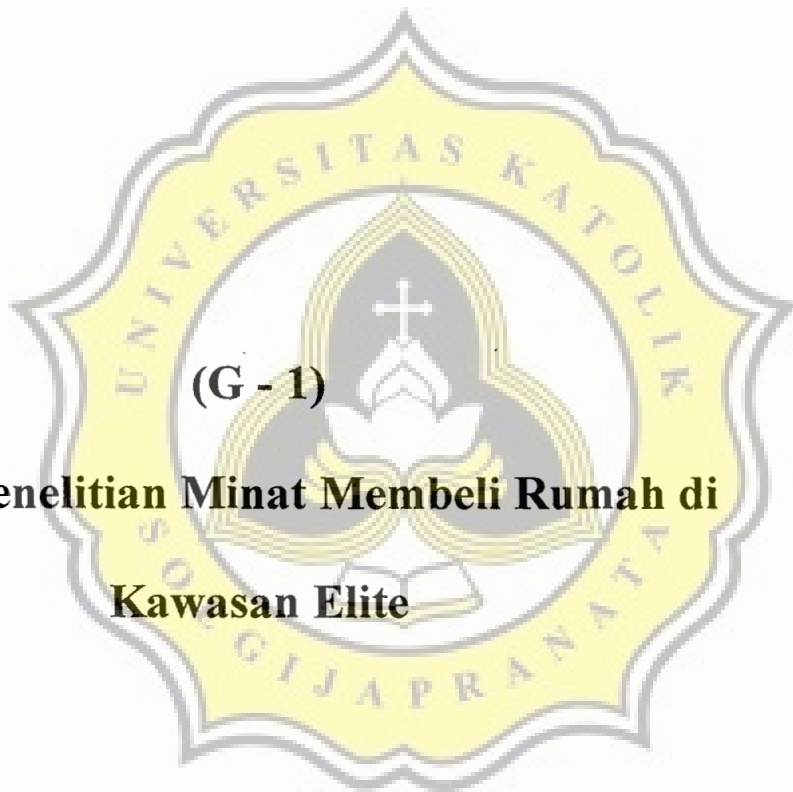 UNIVERSITAS KATOLIK
(G - 1)
enelitian Minat Membeli Rumah di
Kawasan Elite
SOEGIJAPRANATA